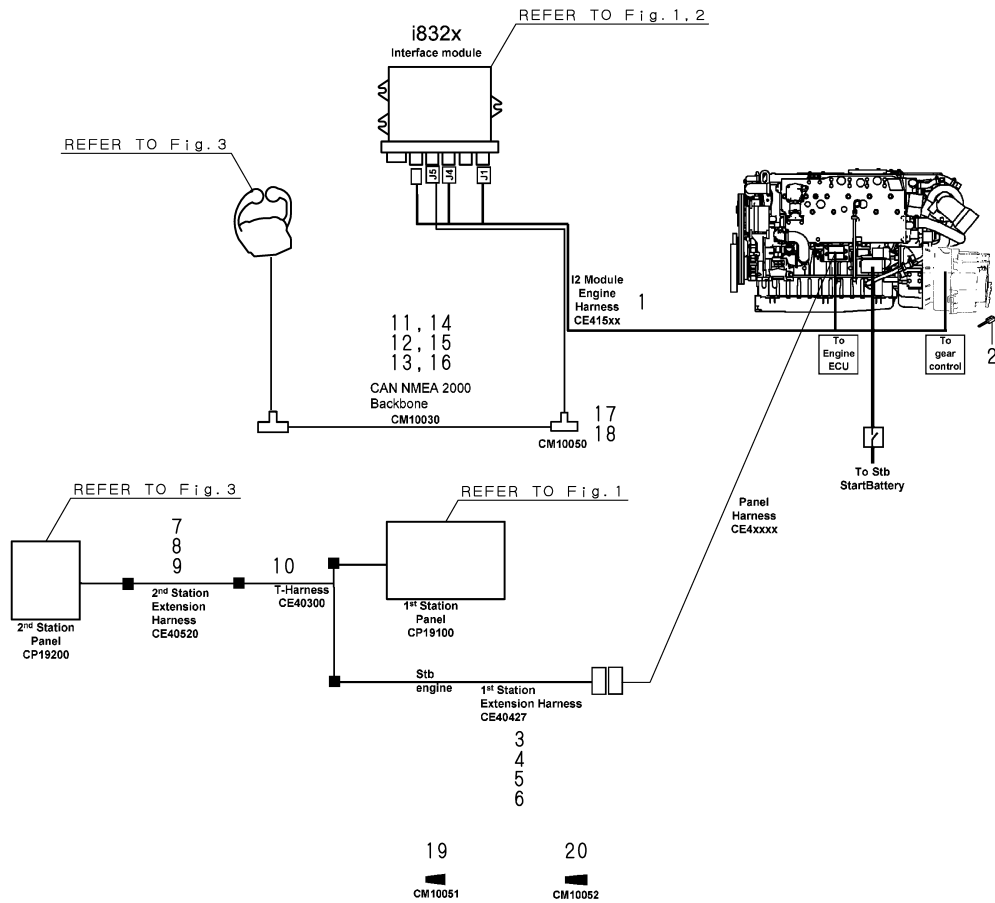 REFER TO Fig.1,2
i832x
Interface module
REFER TO Fig.3
J5
J4
J1
I2 Module
Engine
Harness
CE415xx
1
To
Engine
ECU
To
gear
control
2
11,14
12,15
13,16
CAN NMEA 2000
Backbone
CM10030
17
18
CM10050
To Stb
StartBattery
REFER TO Fig.3
REFER TO Fig.1
Panel
Harness
CE4xxxx
7
8
9
10
2nd Station
Extension
Harness
CE40520
T-Harness
CE40300
1st Station
Panel
CP19100
2nd Station
Panel
CP19200
Stb
engine
1st Station
Extension Harness
CE40427
3
4
5
6
19
20
CM10051
CM10052